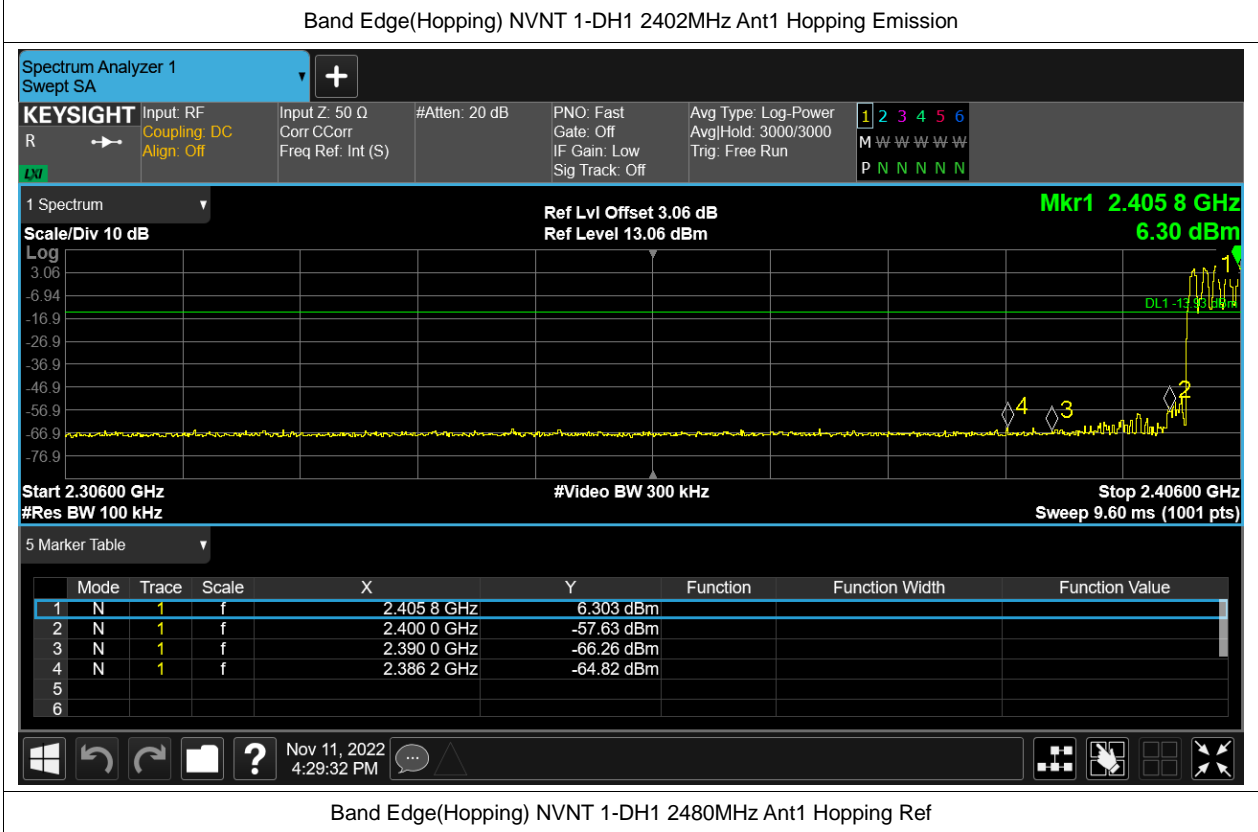 Band Edge(Hopping) NVNT 1-DH1 2402MHz Ant1 Hopping Emission
Spectrum Analyzer 1
Swept SA
KEYSIGHT Input: RF Input Z: 50 Ω #Atten: 20 dB PNO: Fast Avg Type: Log-Power 1 2 3 4 5 6
R Coupling: DC Corr CCorr Gate: Off Avg|Hold: 3000/3000 M W W W W W
Align: Off Freq Ref: Int (S) IF Gain: Low Trig: Free Run
LXI Sig Track: Off P N N N N N
1 Spectrum Ref Lvl Offset 3.06 dB Mkr1 2.405 8 GHz
Scale/Div 10 dB Ref Level 13.06 dBm 6.30 dBm
Log
1
3.06
-6.94
DL1 -13.93 dBm
-16.9
-26.9
-36.9
-46.9
2
-56.9
4 3
-66.9
-76.9
Start 2.30600 GHz #Video BW 300 kHz Stop 2.40600 GHz
#Res BW 100 kHz Sweep 9.60 ms (1001 pts)
5 Marker Table
Mode Trace Scale X Y Function Function Width Function Value
1 N 1 f 2.405 8 GHz 6.303 dBm
2 N 1 f 2.400 0 GHz -57.63 dBm
3 N 1 f 2.390 0 GHz -66.26 dBm
4 N 1 f 2.386 2 GHz -64.82 dBm
5
6
? Nov 11, 2022
4:29:32 PM
Band Edge(Hopping) NVNT 1-DH1 2480MHz Ant1 Hopping Ref